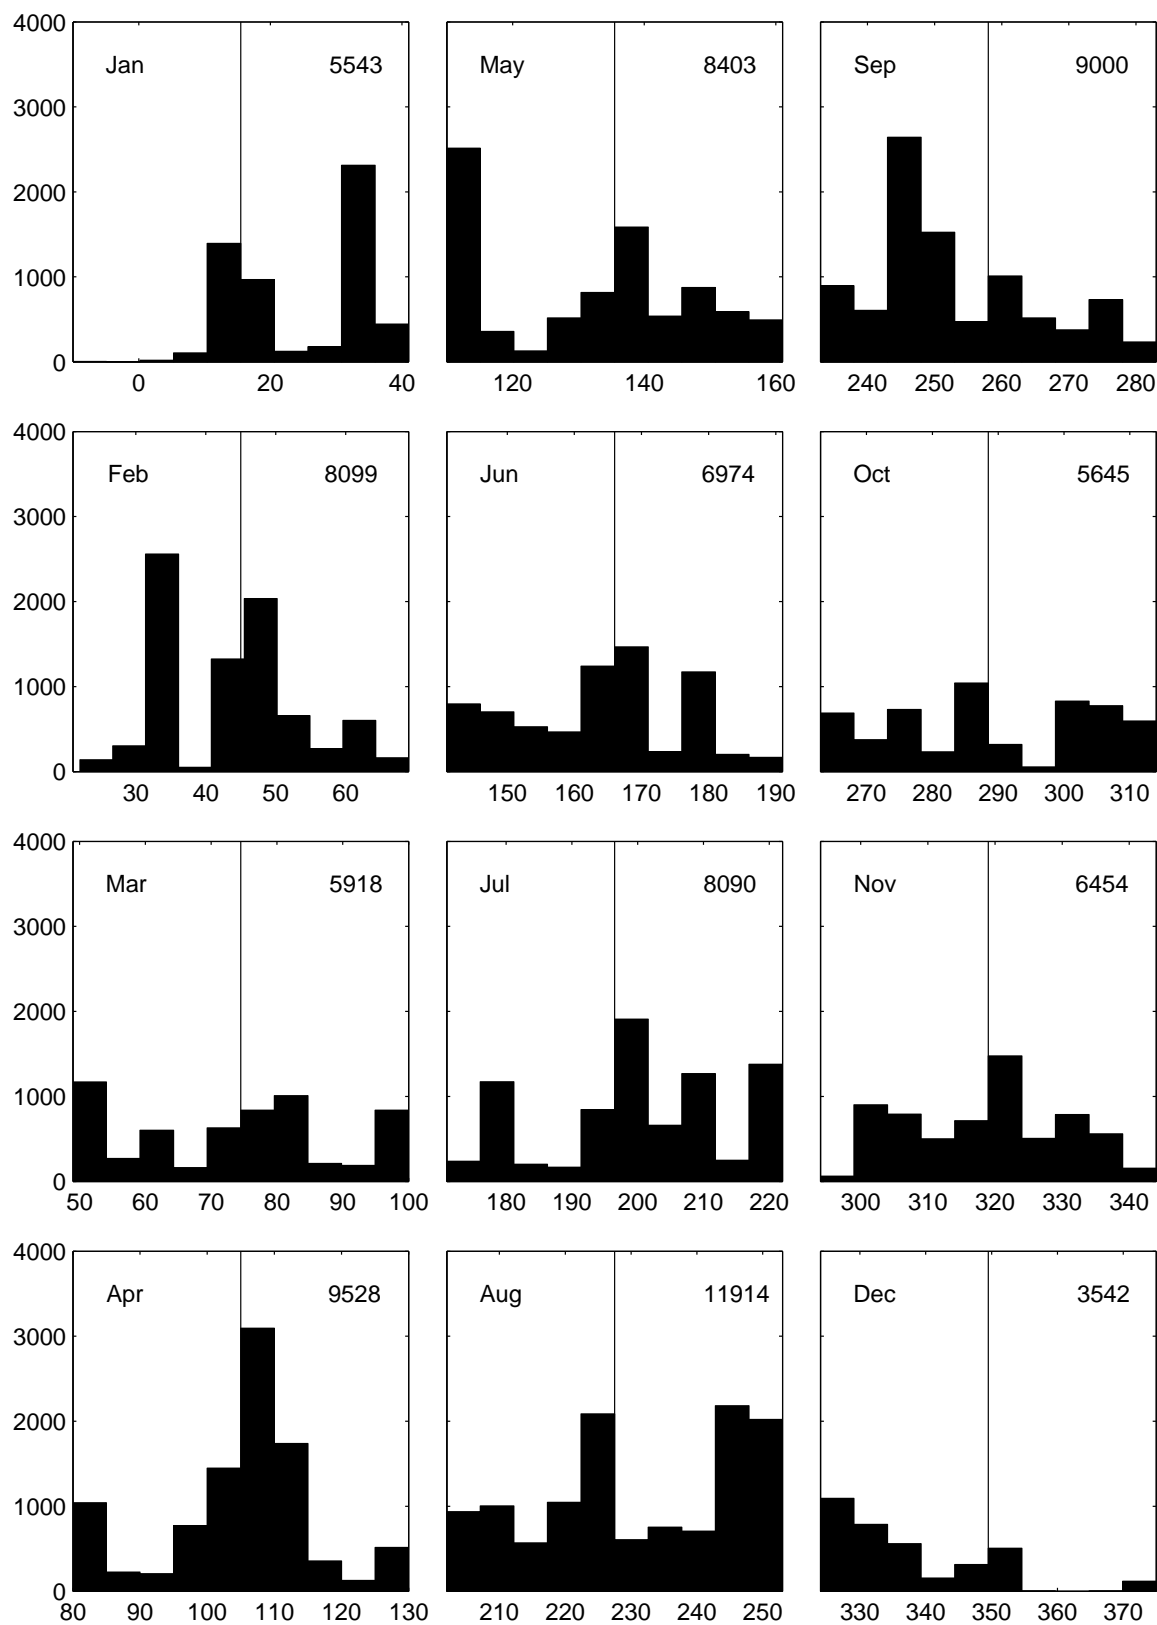 4000
3000
2000
1000
0
Jan 5543
0 20 40
May 8403
120 140 160
Sep 9000
240 250 260 270 280
4000
3000
2000
1000
0
Feb 8099
30 40 50 60
Jun 6974
150 160 170 180 190
Oct 5645
270 280 290 300 310
4000
3000
2000
1000
0
Mar 5918
50 60 70 80 90 100
Jul 8090
180 190 200 210 220
Nov 6454
300 310 320 330 340
4000
3000
2000
1000
0
Apr 9528
80 90 100 110 120 130
Aug 11914
210 220 230 240 250
Dec 3542
330 340 350 360 370